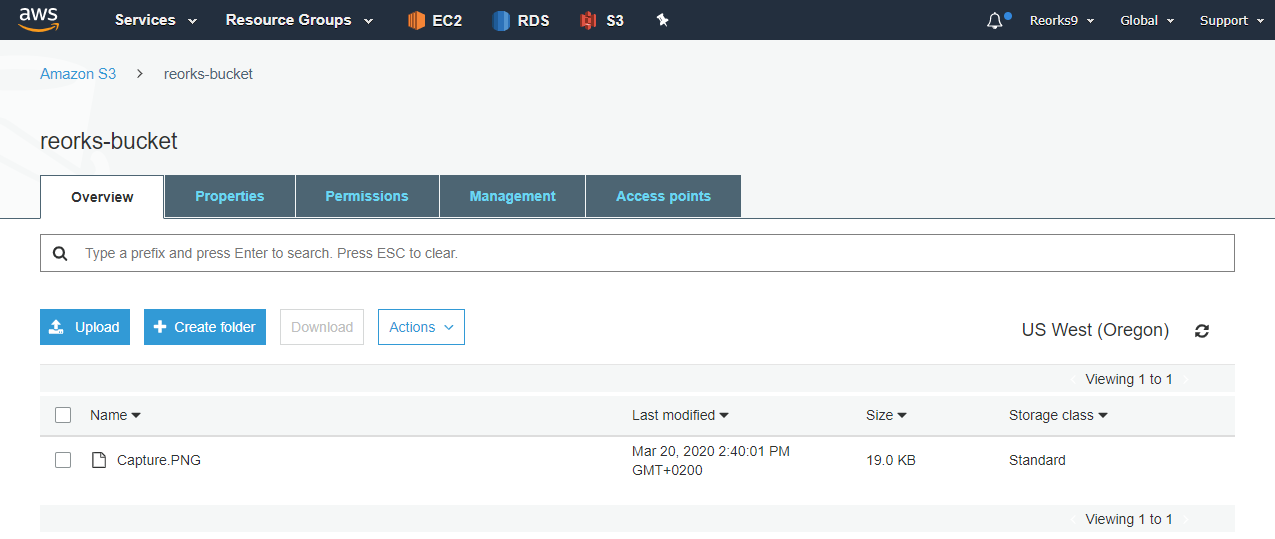 aws Services Resource Groups EC2 RDS S3 Reorks9 Global Support
Amazon S3 > reorks-bucket
reorks-bucket
Overview Properties Permissions Management Access points
Type a prefix and press Enter to search. Press ESC to clear.
Upload Create folder Download Actions US West (Oregon)
Viewing 1 to 1
Name Last modified Size Storage class
Capture.PNG Mar 20, 2020 2:40:01 PM 19.0 KB Standard
GMT+0200
Viewing 1 to 1